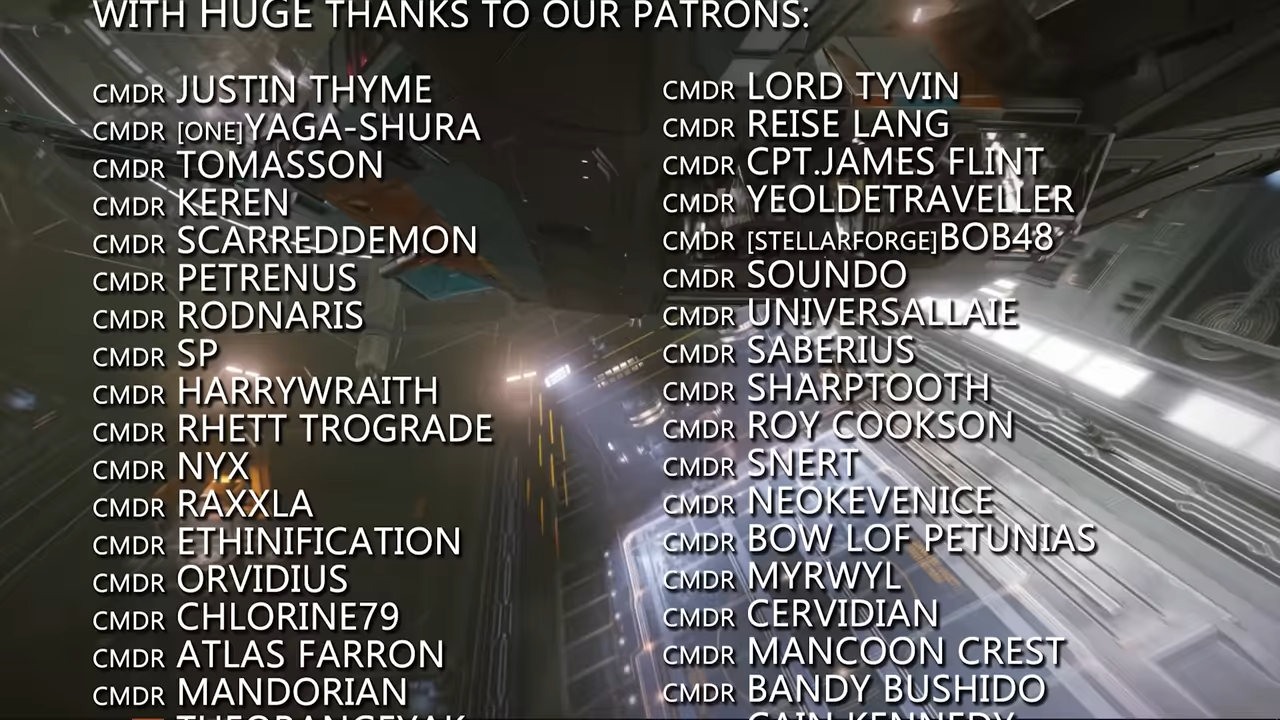 WITH HUGE THANKS TO OUR PATRONS:
CMDR JUSTIN THYME
CMDR [ONE]YAGA-SHURA
CMDR TOMASSON
CMDR KEREN
CMDR SCARREDDEMON
CMDR PETRENUS
CMDR RODNARIS
CMDR SP
CMDR HARRYWRAITH
CMDR RHETT TROGRADE
CMDR NYX
CMDR RAXXLA
CMDR ETHINIFICATION
CMDR ORVIDIUS
CMDR CHLORINE79
CMDR ATLAS FARRON
CMDR MANDORIAN
THEORANGEYAK
CMDR LORD TYVIN
CMDR REISE LANG
CMDR CPT.JAMES FLINT
CMDR YEOLDETRAVELLER
CMDR [STELLARFORGE]BOB48
CMDR SOUNDO
CMDR UNIVERSALLAIE
CMDR SABERIUS
CMDR SHARPTOOTH
CMDR ROY COOKSON
CMDR SNERT
CMDR NEOKEVENICE
CMDR BOW LOF PETUNIAS
CMDR MYRWYL
CMDR CERVIDIAN
CMDR MANCOON CREST
CMDR BANDY BUSHIDO
CAIN KENNEDY